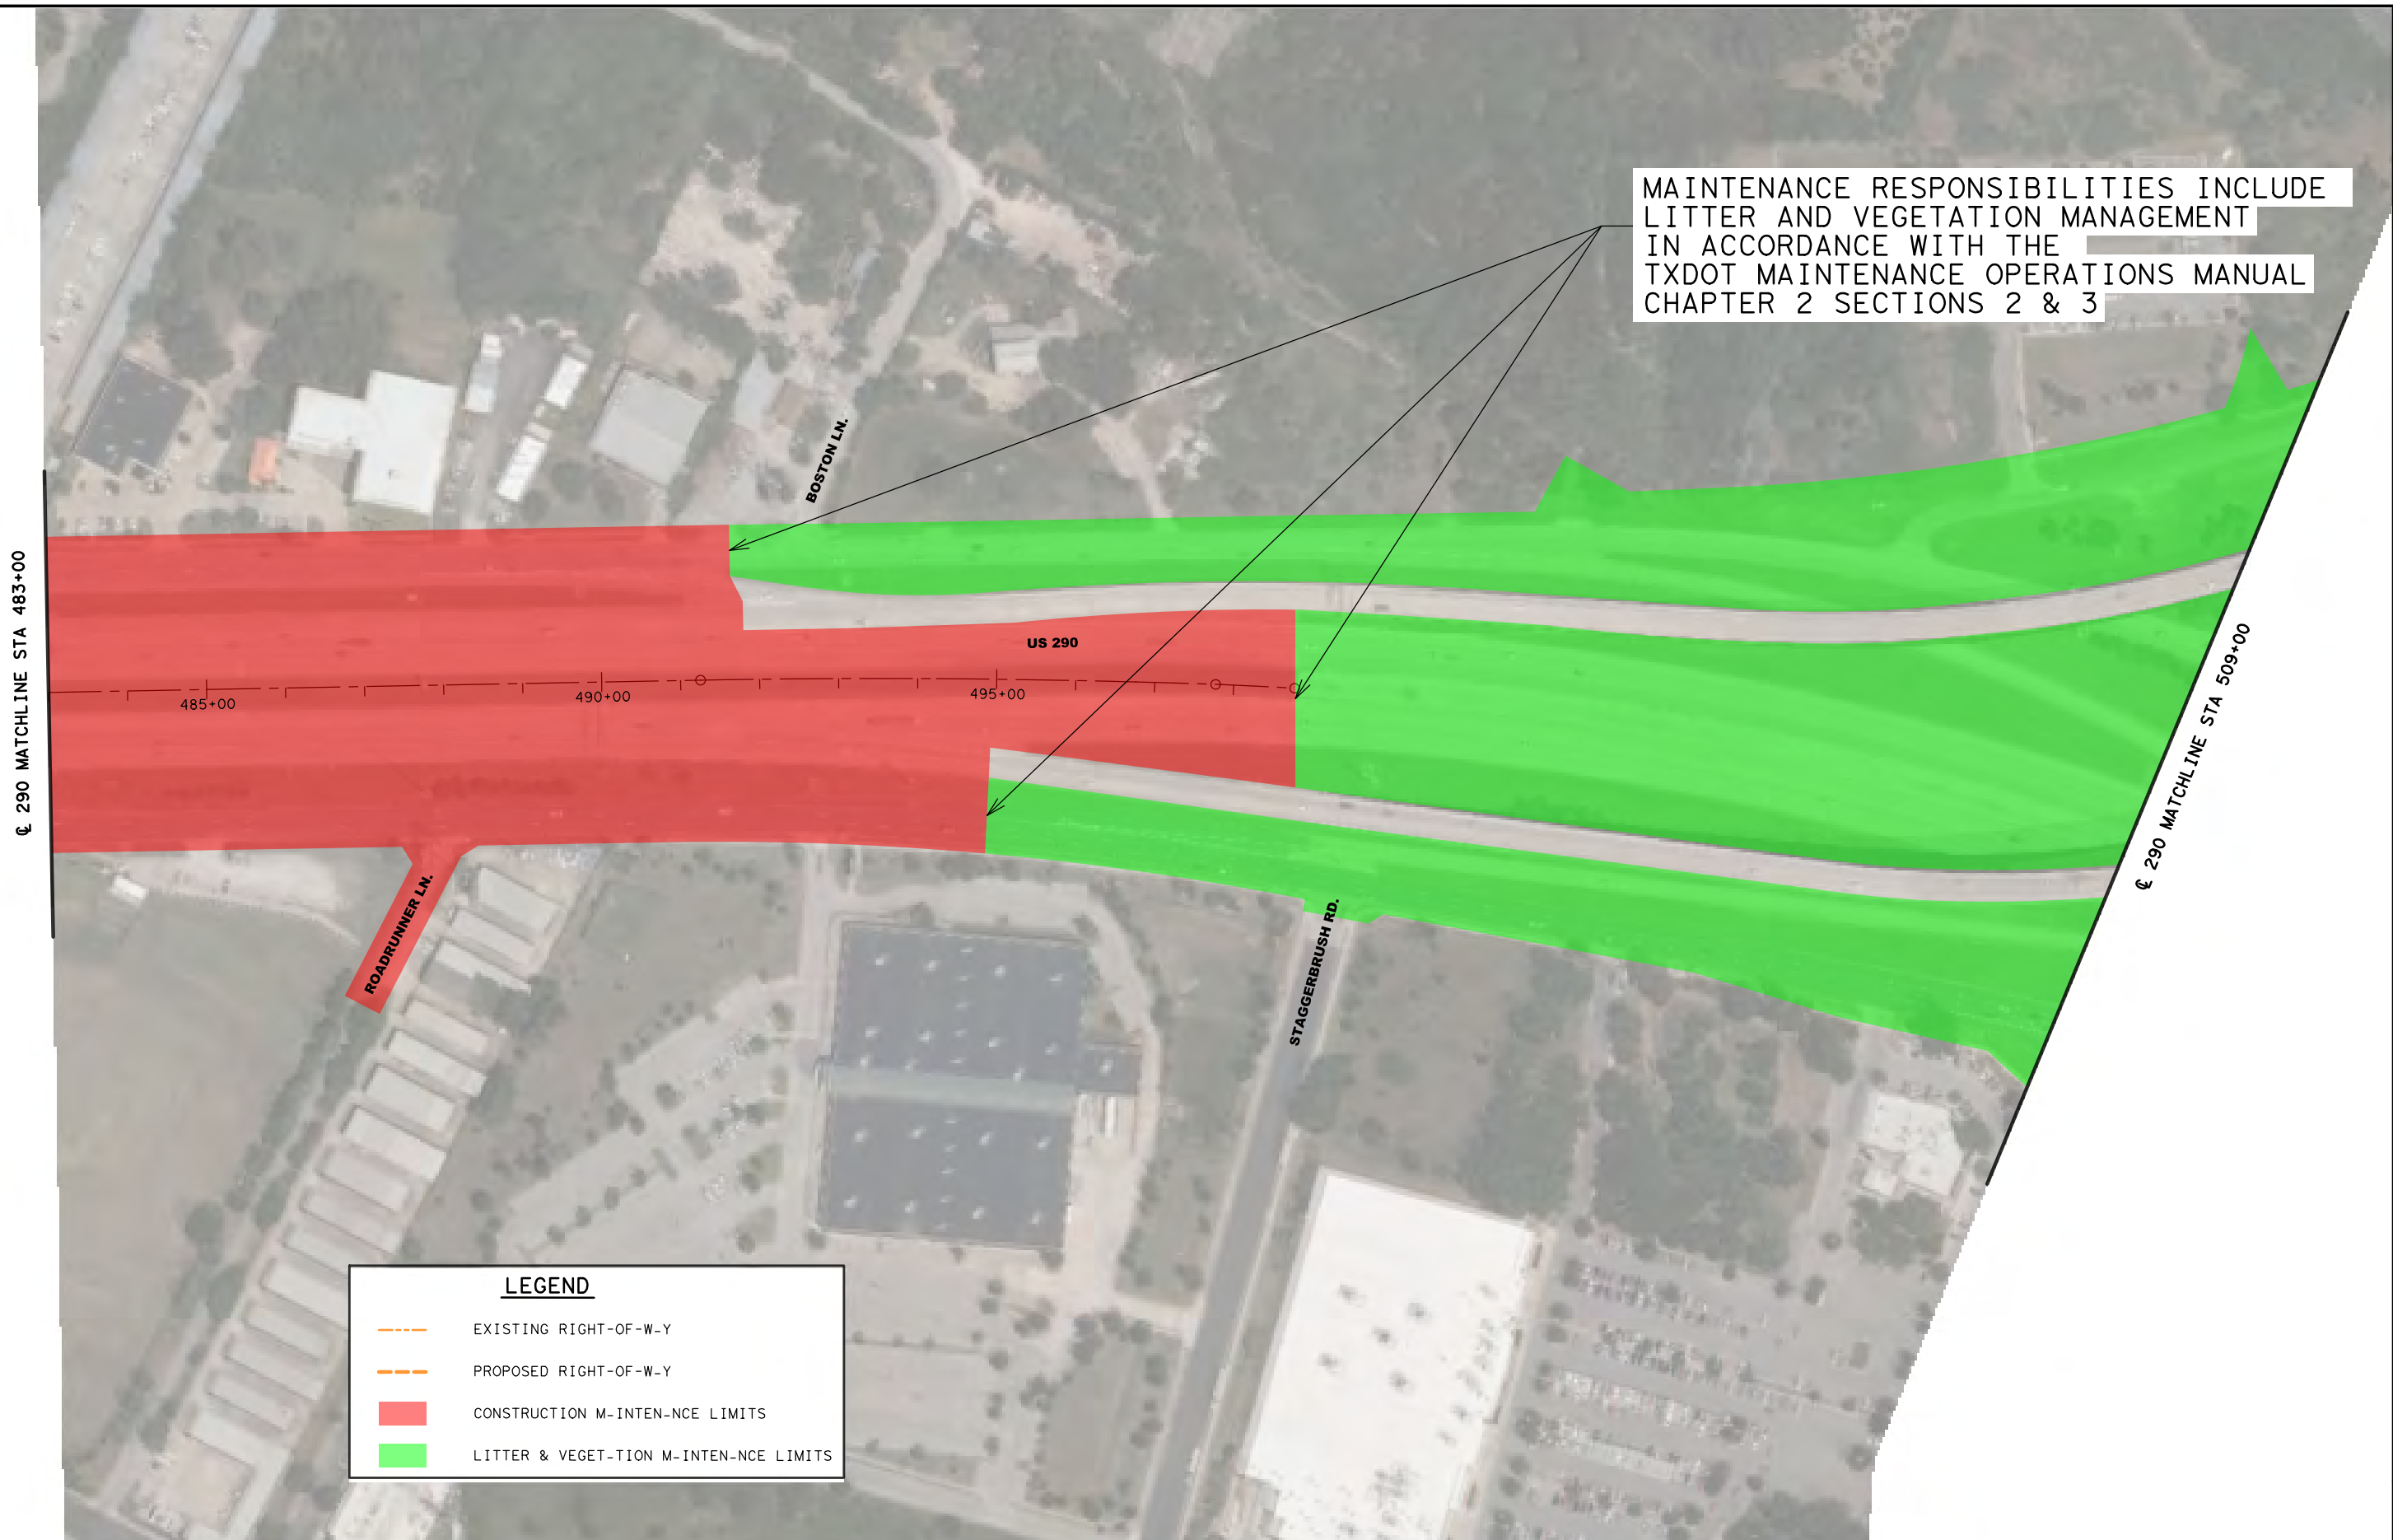 MAINTENANCE RESPONSIBILITIES INCLUDE
LITTER AND VEGETATION MANAGEMENT
IN ACCORDANCE WITH THE
TXDOT MAINTENANCE OPERATIONS MANUAL
CHAPTER 2 SECTIONS 2 & 3
BOSTON LN.
℄ 290 MATCHLINE STA 483+00
US 290
485+00
490+00
495+00
℄ 290 MATCHLINE STA 509+00
ROADRUNNER LN.
STAGGERBRUSH RD.
LEGEND
EXISTING RIGHT-OF-W-Y
PROPOSED RIGHT-OF-W-Y
CONSTRUCTION M-INTEN-NCE LIMITS
LITTER & VEGET-TION M-INTEN-NCE LIMITS